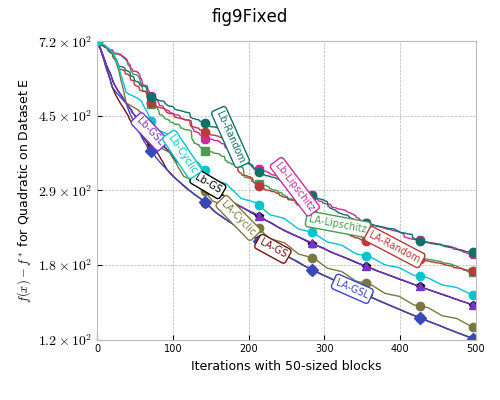 fig9Fixed
7.2 × 10²
4.5 × 10²
2.9 × 10²
1.8 × 10²
1.2 × 10²
f(x) − f* for Quadratic on Dataset E
Lb-GSL
Lb-Cyclic
Lb-GS
Lb-Random
Lb-Lipschitz
LA-Cyclic
LA-GS
LA-Lipschitz
LA-Random
LA-GSL
0 100 200 300 400 500
Iterations with 50-sized blocks